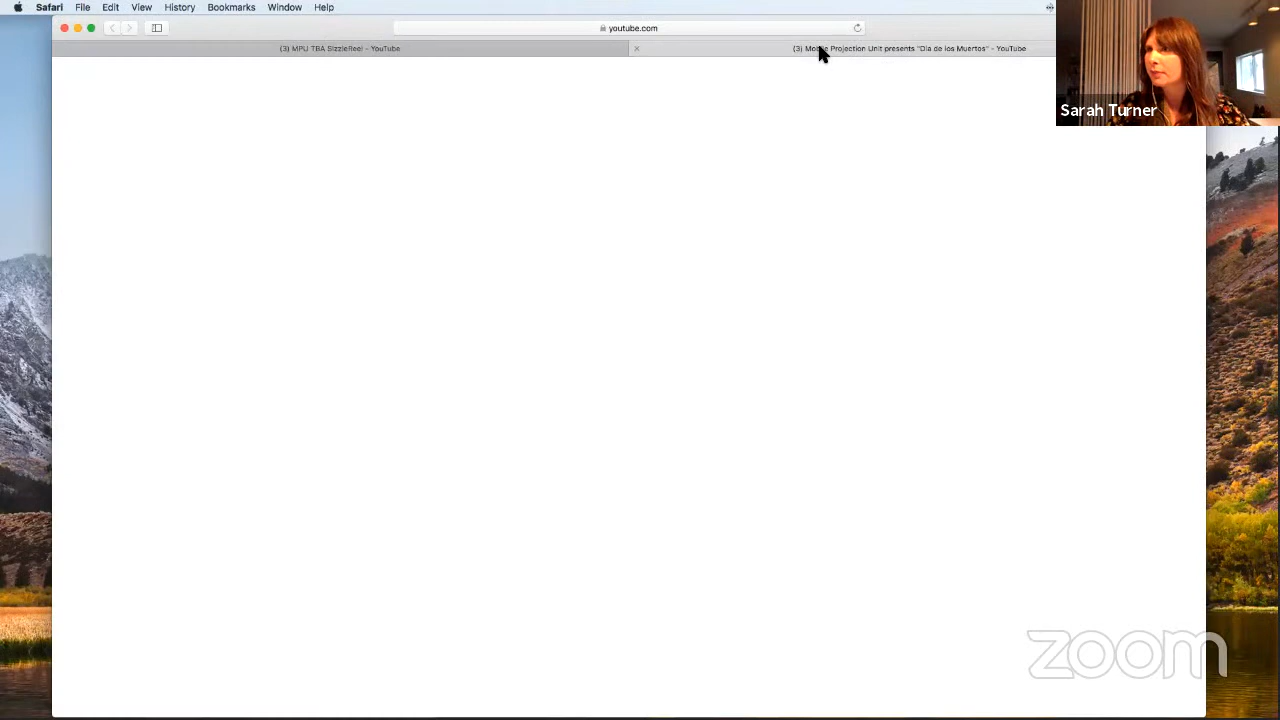 Safari File Edit View History Bookmarks Window Help
youtube.com
(3) MPU TBA SizzleReel - YouTube
(3) Mobile Projection Unit presents "Dia de los Muertos" - YouTube
Sarah Turner
zoom